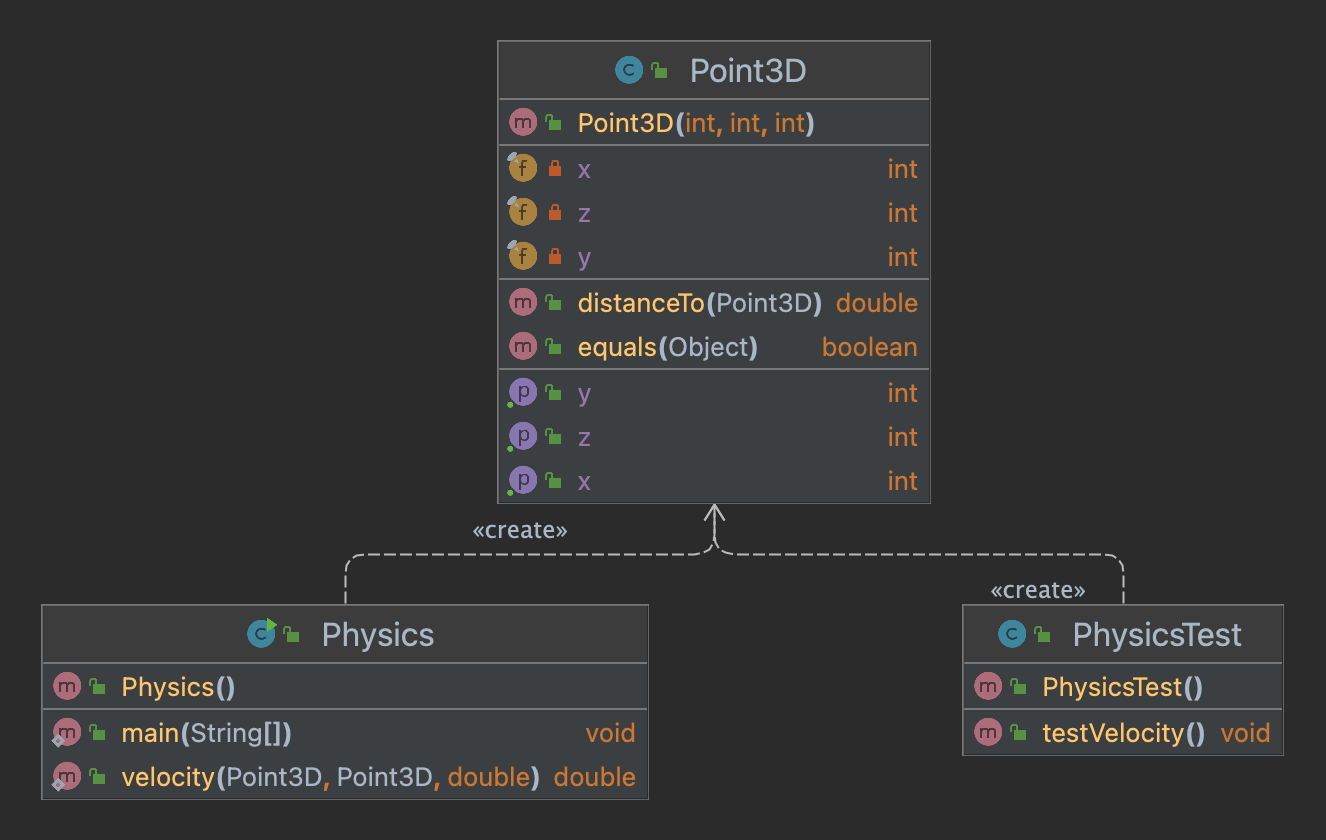 Point3D
Point3D(int, int, int)
x int
z int
y int
distanceTo(Point3D) double
equals(Object) boolean
y int
z int
x int
«create»
«create»
Physics
Physics()
main(String[]) void
velocity(Point3D, Point3D, double) double
PhysicsTest
PhysicsTest()
testVelocity() void